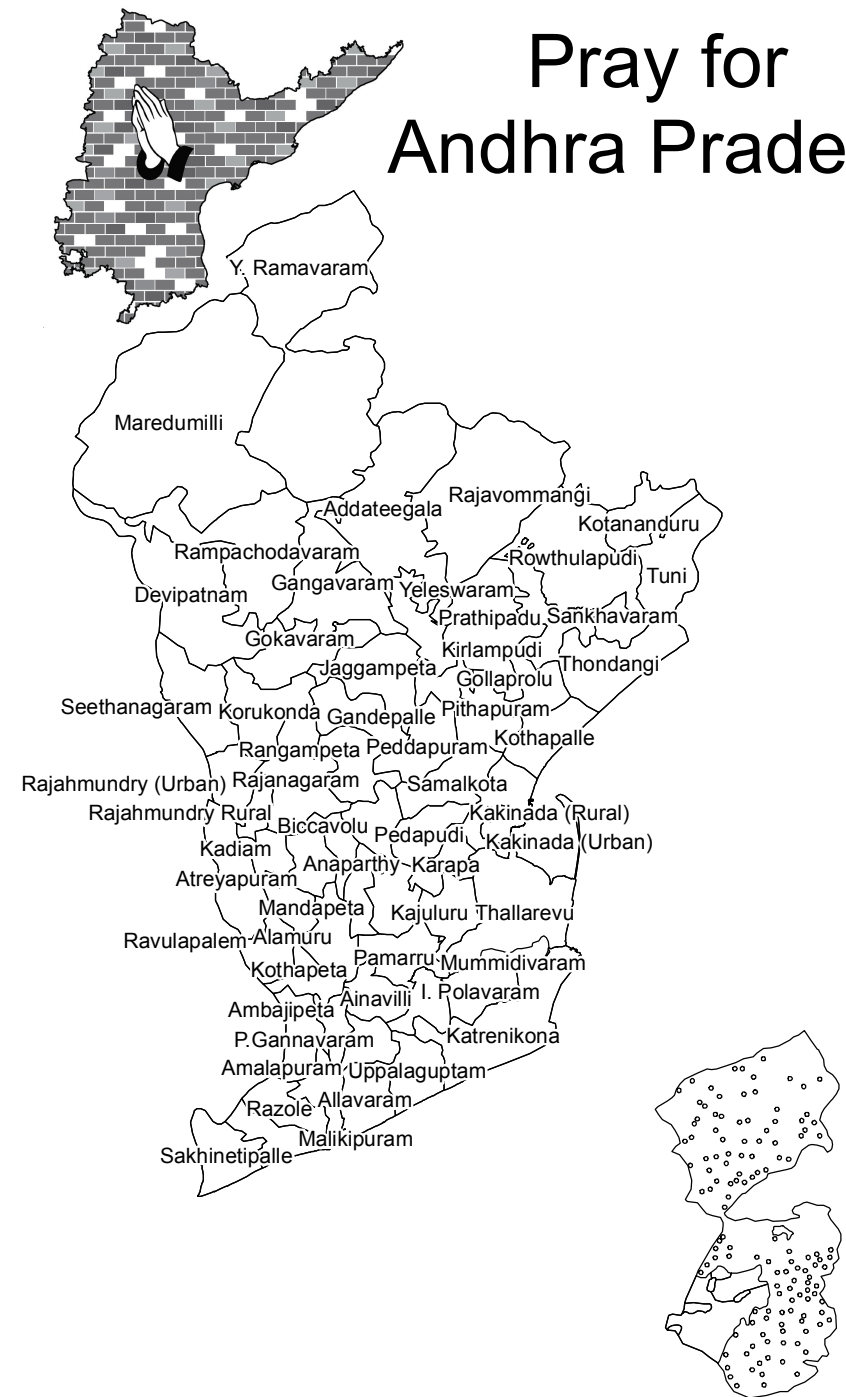 Pray for
Andhra Prade
Y. Ramavaram
Maredumilli
Rajavommangi
Addateegala
Kotananduru
Rampachodavaram
Rowthulapudi
Tuni
Gangavaram
Yeleswaram
Devipatnam
Prathipadu
Sankhavaram
Gokavaram
Kirlampudi
Thondangi
Jaggampeta
Gollaprolu
Seethanagaram
Korukonda
Gandepalle
Pithapuram
Kothapalle
Rangampeta
Peddapuram
Rajahmundry (Urban)
Rajanagaram
Samalkota
Rajahmundry Rural
Kakinada (Rural)
Biccavolu
Pedapudi
Kakinada (Urban)
Kadiam
Anaparthy
Karapa
Atreyapuram
Mandapeta
Kajuluru
Thallarevu
Ravulapalem
Alamuru
Pamarru
Mummidivaram
Kothapeta
Ainavilli
I. Polavaram
Ambajipeta
P.Gannavaram
Katrenikona
Amalapuram
Uppalaguptam
Razole
Allavaram
Malikipuram
Sakhinetipalle